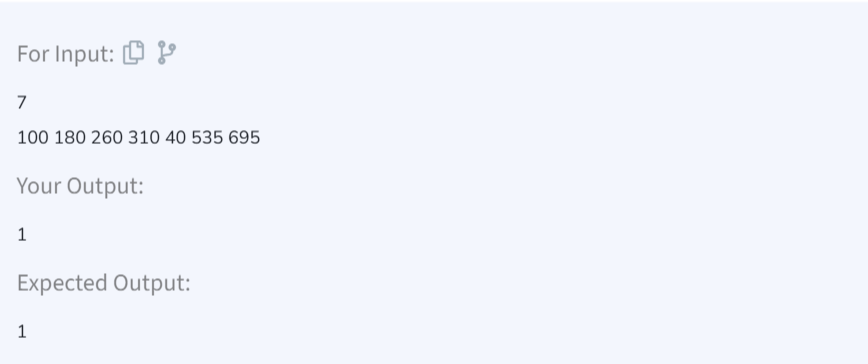 For Input:
7
100 180 260 310 40 535 695
Your Output:
1
Expected Output:
1